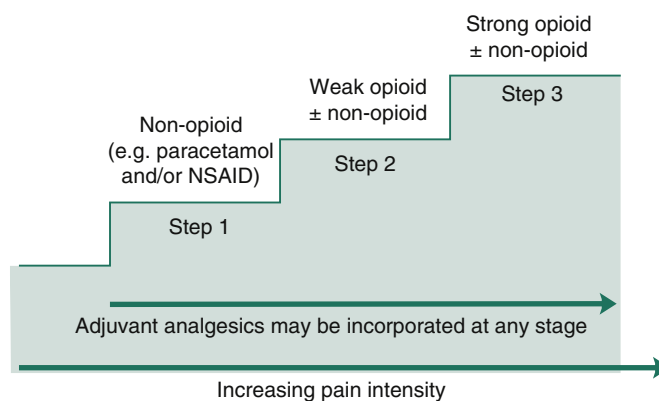 Strong opioid
± non-opioid
Step 3
Weak opioid
± non-opioid
Step 2
Non-opioid
(e.g. paracetamol
and/or NSAID)
Step 1
Adjuvant analgesics may be incorporated at any stage
Increasing pain intensity